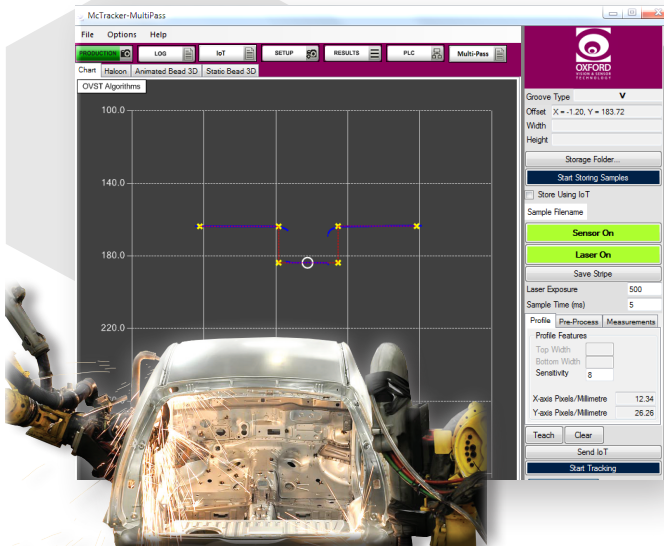 McTracker-MultiPass
File Options Help
PRODUCTION LOG IoT SETUP RESULTS PLC Multi-Pass
Chart Halcon Animated Bead 3D Static Bead 3D
OVST Algorithms
100.0
140.0
180.0
220.0
OXFORD
VISION & SENSOR
TECHNOLOGY
Groove Type V
Offset X = -1.20, Y = 183.72
Width
Height
Storage Folder...
Start Storing Samples
Store Using IoT
Sample Filename
Sensor On
Laser On
Save Stripe
Laser Exposure 500
Sample Time (ms) 5
Profile Pre-Process Measurements
Profile Features
Top Width
Bottom Width
Sensitivity 8
X-axis Pixels/Millimetre 12.34
Y-axis Pixels/Millimetre 26.26
Teach Clear
Send IoT
Start Tracking